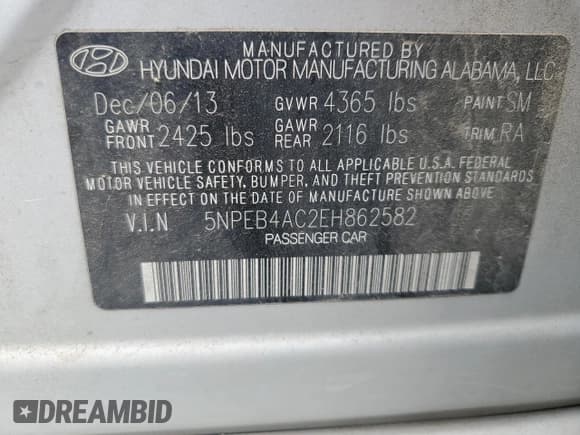 MANUFACTURED BY
HYUNDAI MOTOR MANUFACTURING ALABAMA, LLC
Dec/06/13 GVWR 4365 lbs PAINT SM
GAWR FRONT 2425 lbs GAWR REAR 2116 lbs TRIM RA
THIS VEHICLE CONFORMS TO ALL APPLICABLE U.S.A. FEDERAL
MOTOR VEHICLE SAFETY, BUMPER, AND THEFT PREVENTION STANDARDS
IN EFFECT ON THE DATE OF MANUFACTURE SHOWN ABOVE.
V.I.N 5NPEB4AC2EH862582
PASSENGER CAR
DREAMBID